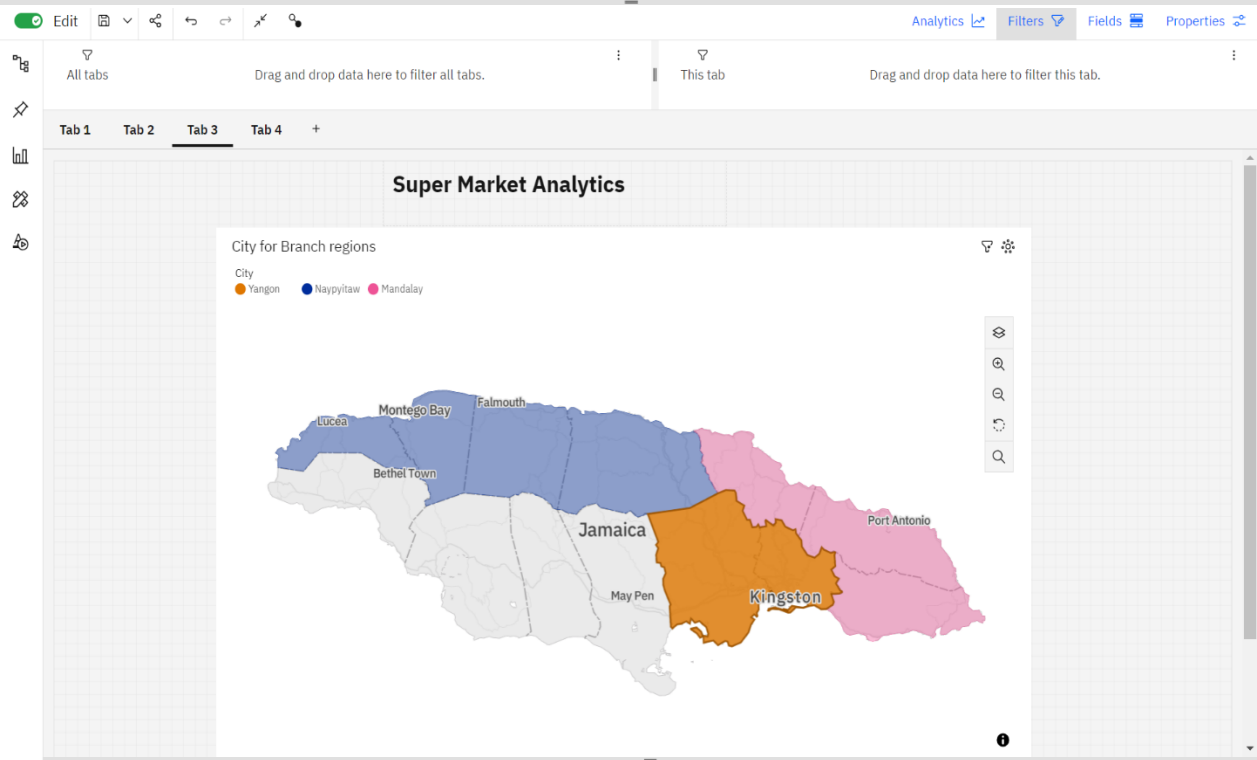 Edit
Analytics
Filters
Fields
Properties
All tabs
Drag and drop data here to filter all tabs.
This tab
Drag and drop data here to filter this tab.
Tab 1
Tab 2
Tab 3
Tab 4
+
Super Market Analytics
City for Branch regions
City
Yangon
Naypyitaw
Mandalay
Falmouth
Montego Bay
Lucea
Bethel Town
Port Antonio
Jamaica
May Pen
Kingston